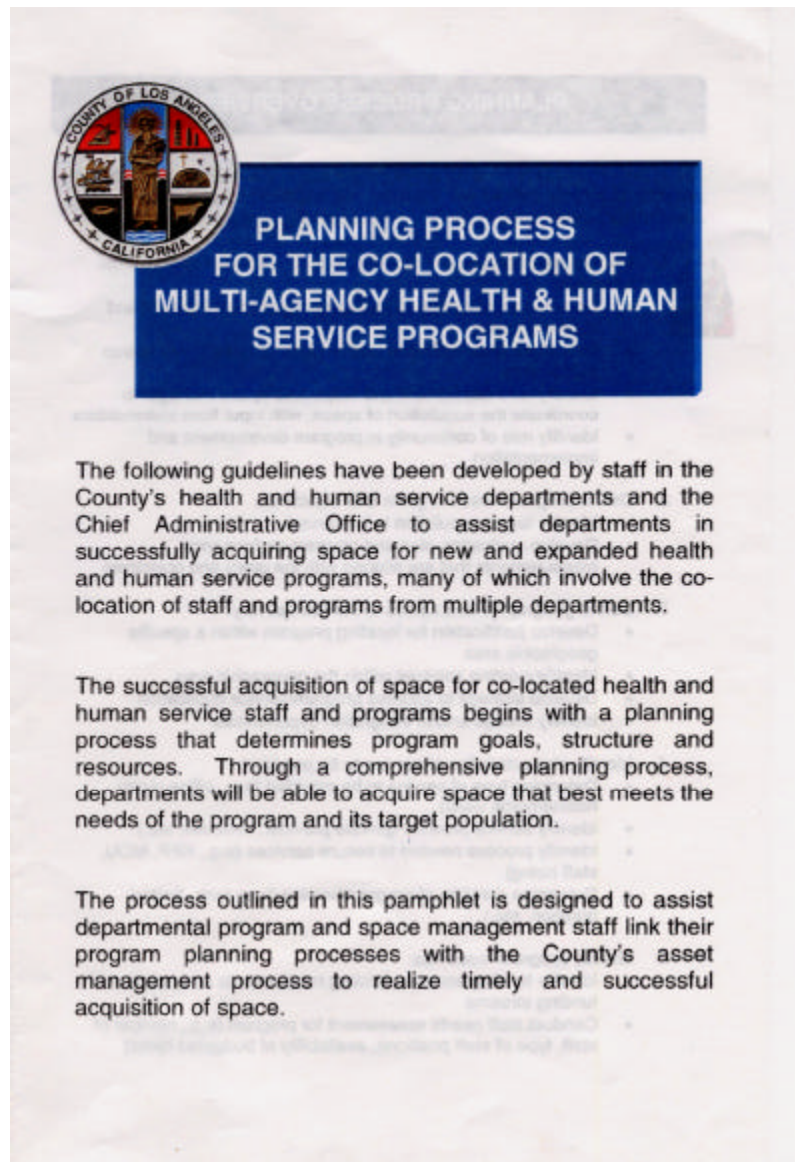 COUNTY OF LOS ANGELES
CALIFORNIA
PLANNING PROCESS
FOR THE CO-LOCATION OF
MULTI-AGENCY HEALTH & HUMAN
SERVICE PROGRAMS
The following guidelines have been developed by staff in the
County's health and human service departments and the
Chief Administrative Office to assist departments in
successfully acquiring space for new and expanded health
and human service programs, many of which involve the co-
location of staff and programs from multiple departments.
The successful acquisition of space for co-located health and
human service staff and programs begins with a planning
process that determines program goals, structure and
resources. Through a comprehensive planning process,
departments will be able to acquire space that best meets the
needs of the program and its target population.
The process outlined in this pamphlet is designed to assist
departmental program and space management staff link their
program planning processes with the County's asset
management process to realize timely and successful
acquisition of space.